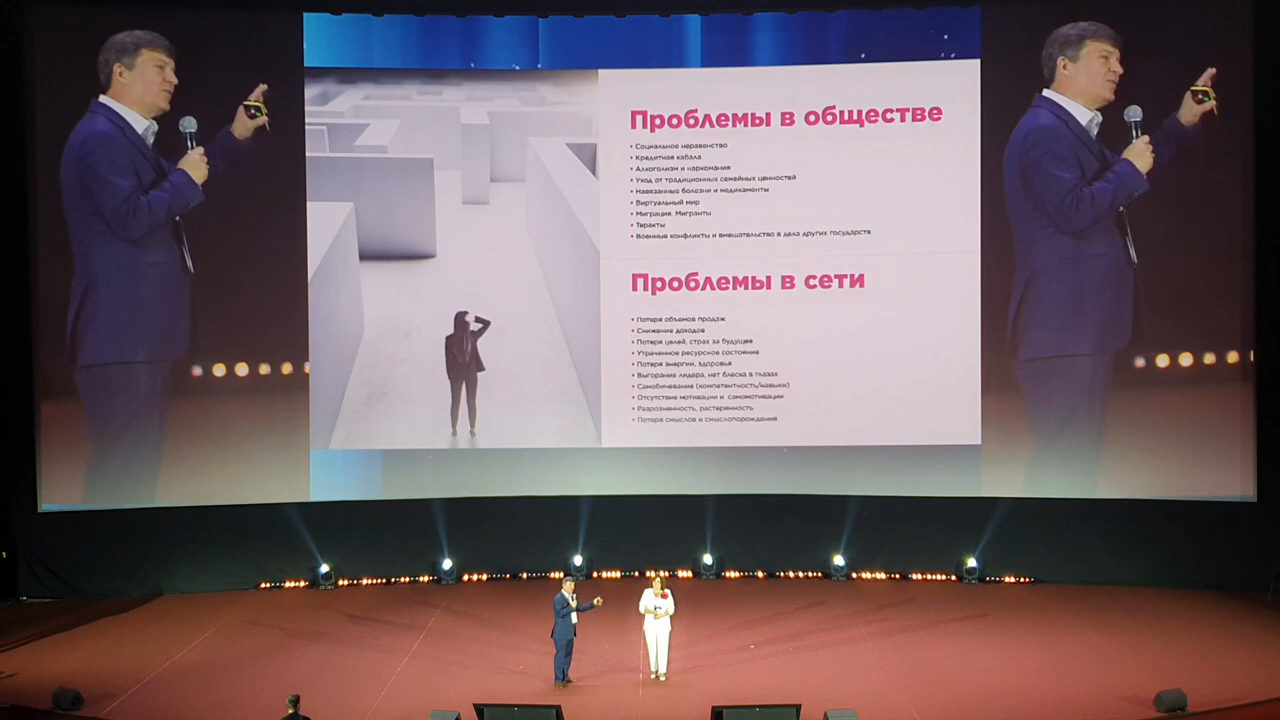 Проблемы в обществе
• Социальное неравенство
• Кредитная кабала
• Алкоголизм и наркомания
• Уход от традиционных семейных ценностей
• Навязанные болезни и медикаменты
• Виртуальный мир
• Миграция. Мигранты
• Теракты
• Военные конфликты и вмешательство в дела других государств
Проблемы в сети
• Потеря объемов продаж
• Снижение доходов
• Потеря целей, страх за будущее
• Утраченное ресурсное состояние
• Потеря энергии, здоровья
• Выгорание лидера, нет блеска в глазах
• Самобичевание (компетентность/навыки)
• Отсутствие мотивации и самомотивации
• Разрозненность, растерянность
• Потеря смыслов и смыслопорождения